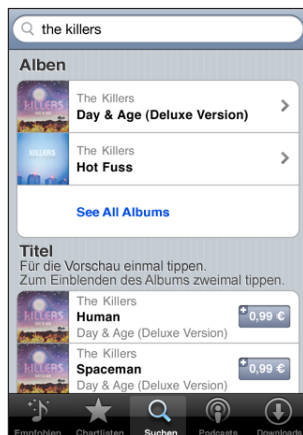 the killers
Alben
The Killers
Day & Age (Deluxe Version)
The Killers
Hot Fuss
See All Albums
Titel
Für die Vorschau einmal tippen.
Zum Einblenden des Albums zweimal tippen.
The Killers
Human
Day & Age (Deluxe Version)
0,99 €
The Killers
Spaceman
Day & Age (Deluxe Version)
0,99 €
Empfohlen Chartlisten Suchen Podcasts Downloads